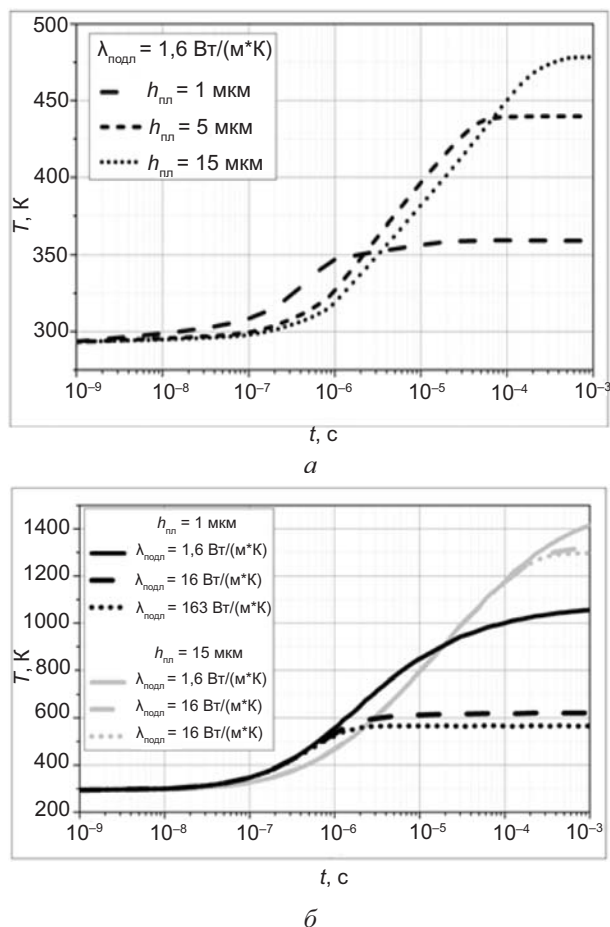 500
450
400
350
300
T, К
λподл = 1,6 Вт/(м*К)
hпл = 1 мкм
hпл = 5 мкм
hпл = 15 мкм
10⁻⁹ 10⁻⁸ 10⁻⁷ 10⁻⁶ 10⁻⁵ 10⁻⁴ 10⁻³
t, с
а
1400
1200
1000
800
600
400
200
T, К
hпл = 1 мкм
λподл = 1,6 Вт/(м*К)
λподл = 16 Вт/(м*К)
λподл = 163 Вт/(м*К)
hпл = 15 мкм
λподл = 1,6 Вт/(м*К)
λподл = 16 Вт/(м*К)
λподл = 16 Вт/(м*К)
10⁻⁹ 10⁻⁸ 10⁻⁷ 10⁻⁶ 10⁻⁵ 10⁻⁴ 10⁻³
t, с
б